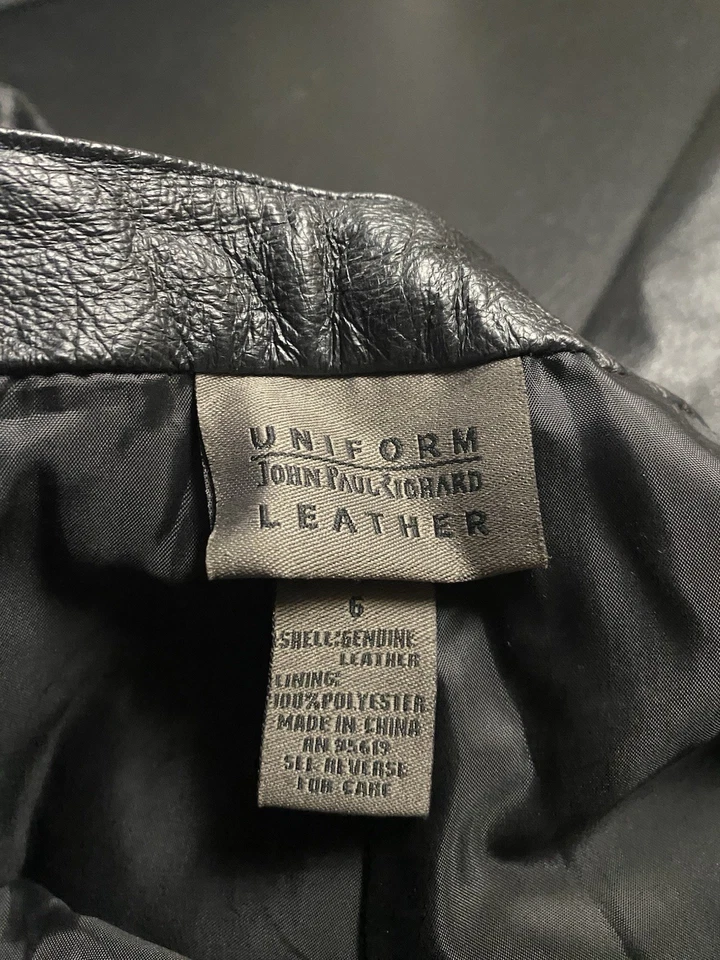 UNIFORM
JOHN PAUL RICHARD
LEATHER
6
SHELL:GENUINE
LEATHER
LINING:
100%POLYESTER
MADE IN CHINA
RN 35619
SEE REVERSE
FOR CARE